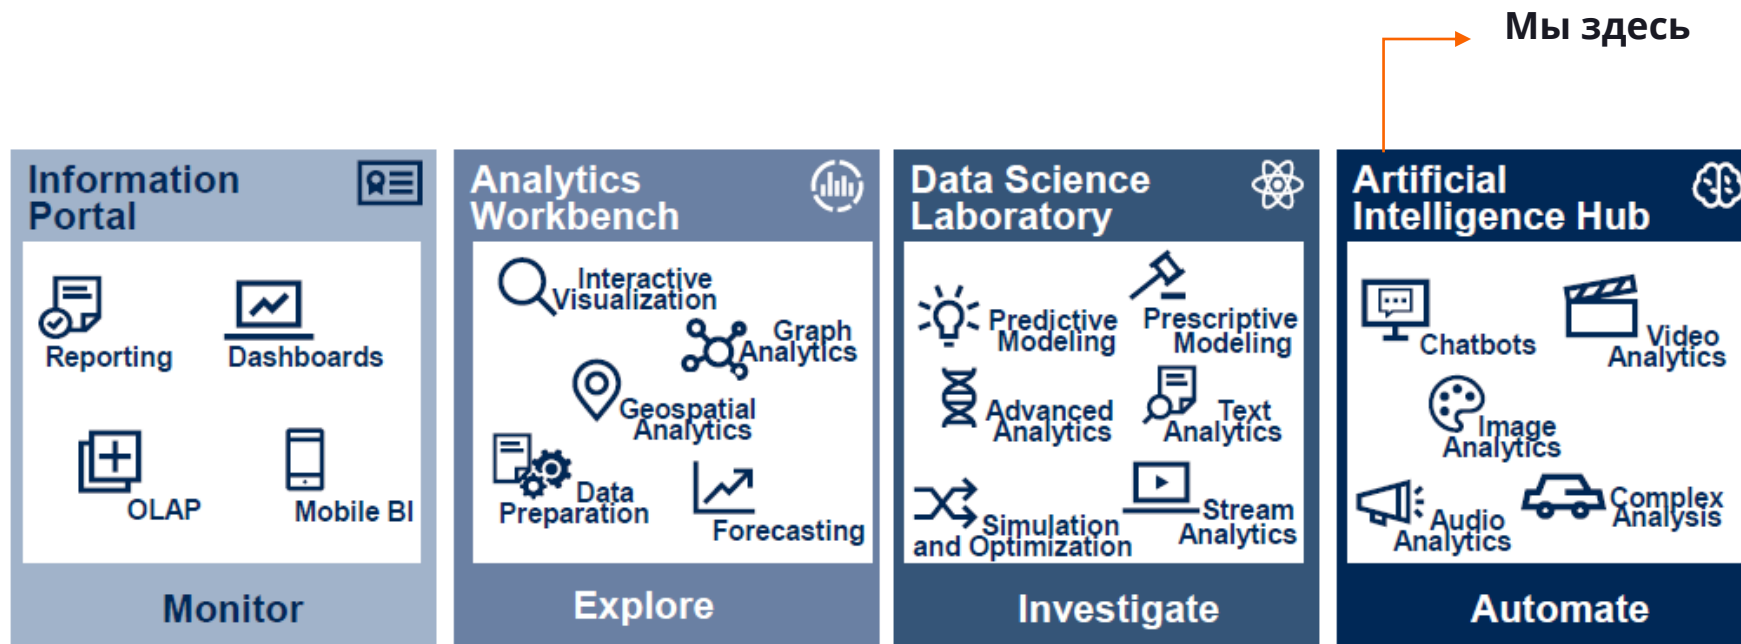 Мы здесь
Information
Portal
Reporting
Dashboards
OLAP
Mobile BI
Monitor
Analytics
Workbench
Interactive
Visualization
Graph
Analytics
Geospatial
Analytics
Data
Preparation
Forecasting
Explore
Data Science
Laboratory
Predictive
Modeling
Prescriptive
Modeling
Advanced
Analytics
Text
Analytics
Simulation
and Optimization
Stream
Analytics
Investigate
Artificial
Intelligence Hub
Chatbots
Video
Analytics
Image
Analytics
Audio
Analytics
Complex
Analysis
Automate